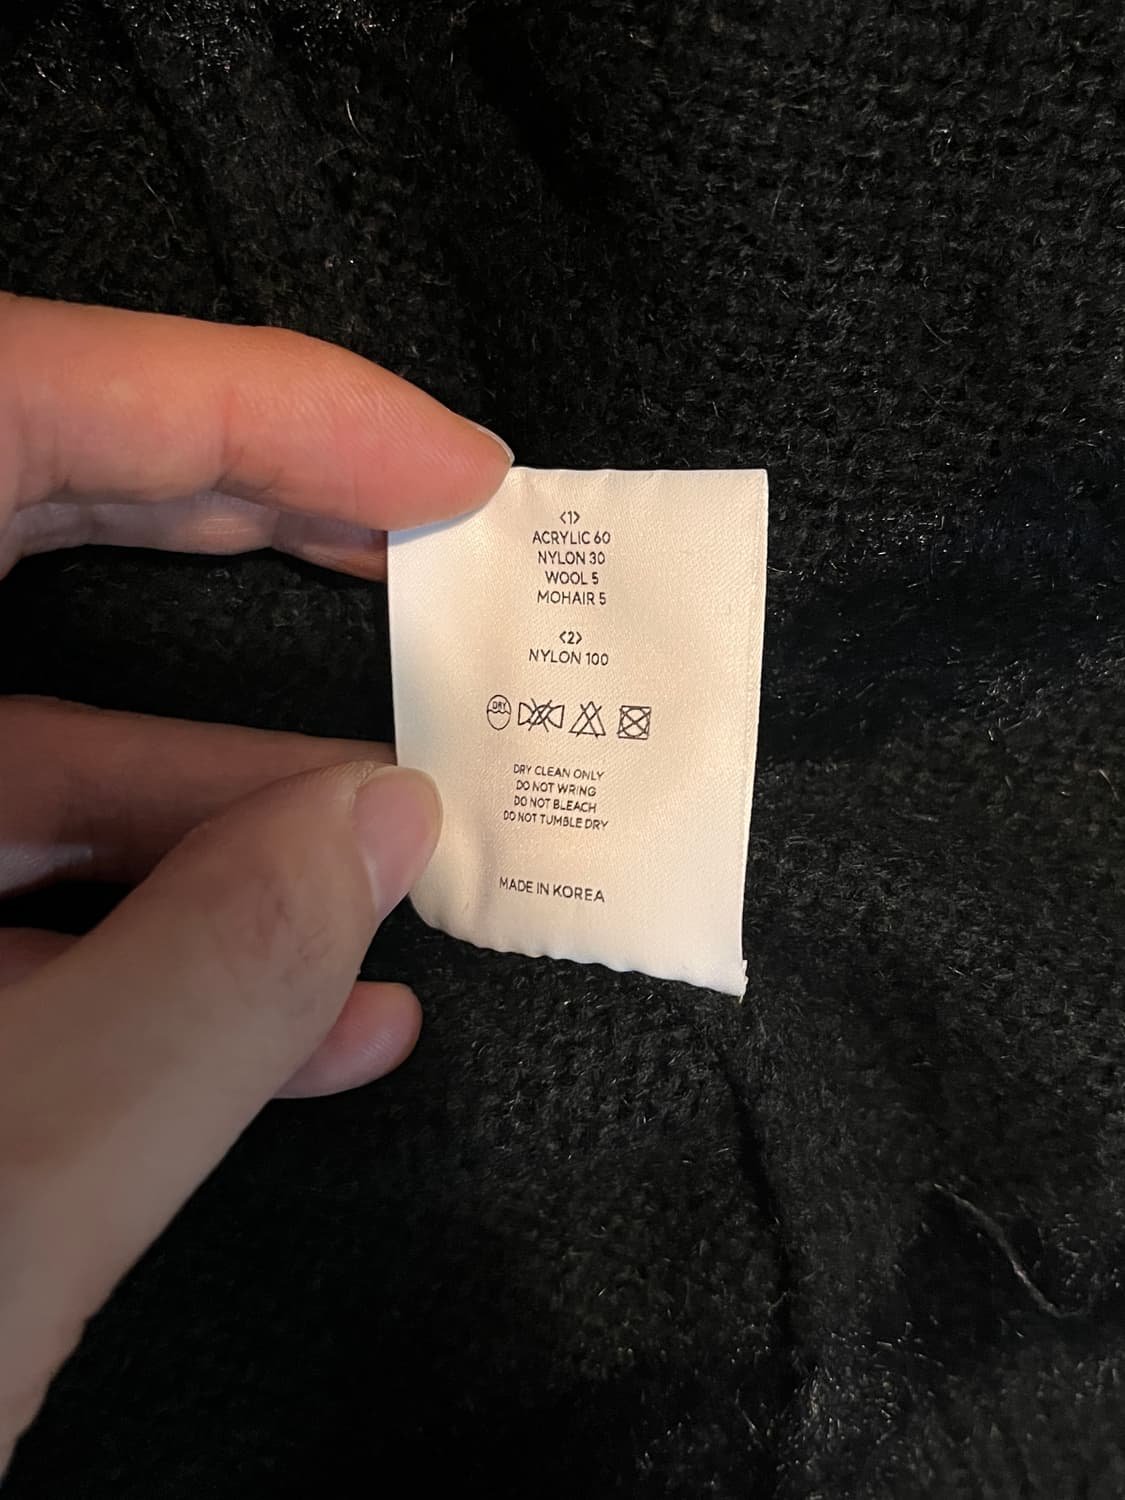 <1>
ACRYLIC 60
NYLON 30
WOOL 5
MOHAIR 5
<2>
NYLON 100
DRY
DRY CLEAN ONLY
DO NOT WRING
DO NOT BLEACH
DO NOT TUMBLE DRY
MADE IN KOREA